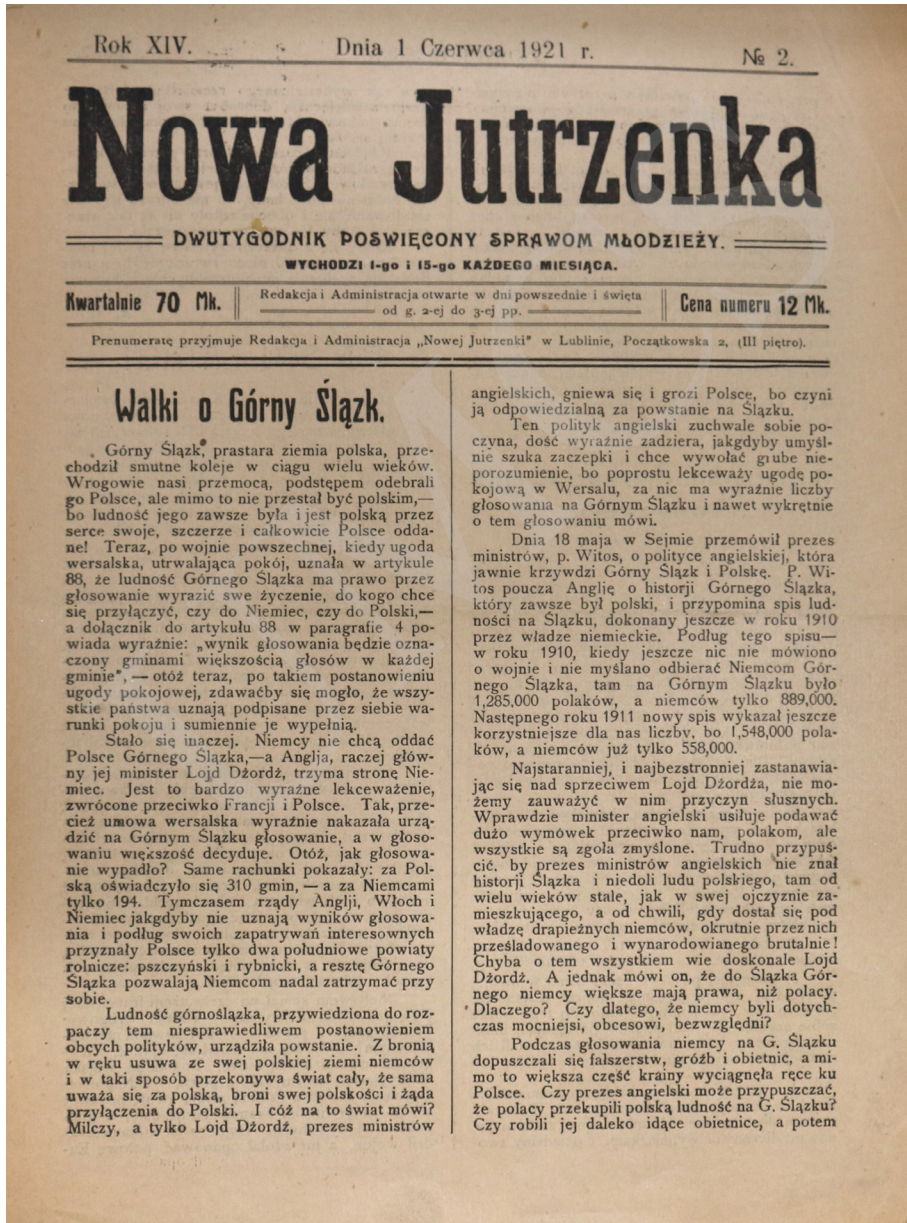 Rok XIV.
Dnia 1 Czerwca 1921 r.
№ 2.
Nowa Jutrzenka
DWUTYGODNIK POSWIĘCONY SPRAWOM MŁODZIEŻY.
WYCHODZI 1-go i 15-go KAŻDEGO MIESIĄCA.
Kwartalnie 70 Mk.
Redakcja i Administracja otwarte w dni powszednie i święta
od g. 2-ej do 3-ej pp.
Cena numeru 12 Mk.
Prenumeratę przyjmuje Redakcja i Administracja „Nowej Jutrzenki" w Lublinie, Początkowska 2, (III piętro).
Walki o Górny Ślązk.
Górny Ślązk, prastara ziemia polska, prze-
chodził smutne koleje w ciągu wielu wieków.
Wrogowie nasi przemocą, podstępem odebrali
go Polsce, ale mimo to nie przestał być polskim,—
bo ludność jego zawsze była i jest polską przez
serce swoje, szczerze i całkowicie Polsce odda-
ne! Teraz, po wojnie powszechnej, kiedy ugoda
wersalska, utrwalająca pokój, uznała w artykule
88, że ludność Górnego Ślązka ma prawo przez
głosowanie wyrazić swe życzenie, do kogo chce
się przyłączyć, czy do Niemiec, czy do Polski,—
a dołącznik do artykułu 88 w paragrafie 4 po-
wiada wyraźnie: „wynik głosowania będzie ozna-
czony gminami większością głosów w każdej
gminie", — otóż teraz, po takiem postanowieniu
ugody pokojowej, zdawaćby się mogło, że wszy-
stkie państwa uznają podpisane przez siebie wa-
runki pokoju i sumiennie je wypełnią.
Stało się inaczej. Niemcy nie chcą oddać
Polsce Górnego Ślązka,—a Anglja, raczej głów-
ny jej minister Lojd Dżordż, trzyma stronę Nie-
miec. Jest to bardzo wyraźne lekceważenie,
zwrócone przeciwko Francji i Polsce. Tak, prze-
cież umowa wersalska wyraźnie nakazała urzą-
dzić na Górnym Ślązku głosowanie, a w głoso-
waniu większość decyduje. Otóż, jak głosowa-
nie wypadło? Same rachunki pokazały: za Pol-
ską oświadczyło się 310 gmin, — a za Niemcami
tylko 194. Tymczasem rządy Anglji, Włoch i
Niemiec jakgdyby nie uznają wyników głosowa-
nia i podług swoich zapatrywań interesownych
przyznały Polsce tylko dwa południowe powiaty
rolnicze: pszczyński i rybnicki, a resztę Górnego
Ślązka pozwalają Niemcom nadal zatrzymać przy
sobie.
Ludność górnoślązka, przywiedziona do roz-
paczy tem niesprawiedliwem postanowieniem
obcych polityków, urządziła powstanie. Z bronią
w ręku usuwa ze swej polskiej ziemi niemców
i w taki sposób przekonywa świat cały, że sama
uważa się za polską, broni swej polskości i żąda
przyłączenia do Polski. I cóż na to świat mówi?
Milczy, a tylko Lojd Dżordż, prezes ministrów
angielskich, gniewa się i grozi Polsce, bo czyni
ją odpowiedzialną za powstanie na Ślązku.
Ten polityk angielski zuchwale sobie po-
czyna, dość wyraźnie zadziera, jakgdyby umyśl-
nie szuka zaczepki i chce wywołać grube nie-
porozumienie, bo poprostu lekceważy ugodę po-
kojową w Wersalu, za nic ma wyraźnie liczby
głosowania na Górnym Ślązku i nawet wykrętnie
o tem głosowaniu mówi.
Dnia 18 maja w Sejmie przemówił prezes
ministrów, p. Witos, o polityce angielskiej, która
jawnie krzywdzi Górny Ślązk i Polskę. P. Wi-
tos poucza Anglję o historji Górnego Ślązka,
który zawsze był polski, i przypomina spis lud-
ności na Ślązku, dokonany jeszcze w roku 1910
przez władze niemieckie. Podług tego spisu—
w roku 1910, kiedy jeszcze nic nie mówiono
o wojnie i nie myślano odbierać Niemcom Gór-
nego Ślązka, tam na Górnym Ślązku było
1,285,000 polaków, a niemców tylko 889,000.
Następnego roku 1911 nowy spis wykazał jeszcze
korzystniejsze dla nas liczby, bo 1,548,000 pola-
ków, a niemców już tylko 558,000.
Najstaranniej, i najbezstronniej zastanawia-
jąc się nad sprzeciwem Lojd Dżordża, nie mo-
żemy zauważyć w nim przyczyn słusznych.
Wprawdzie minister angielski usiłuje podawać
dużo wymówek przeciwko nam, polakom, ale
wszystkie są zgoła zmyślone. Trudno przypuś-
cić, by prezes ministrów angielskich nie znał
historji Ślązka i niedoli ludu polskiego, tam od
wielu wieków stale, jak w swej ojczyznie za-
mieszkującego, a od chwili, gdy dostał się pod
władzę drapieżnych niemców, okrutnie przez nich
prześladowanego i wynarodowianego brutalnie!
Chyba o tem wszystkiem wie doskonale Lojd
Dżordż. A jednak mówi on, że do Ślązka Gór-
nego niemcy większe mają prawa, niż polacy.
Dlaczego? Czy dlatego, że niemcy byli dotych-
czas mocniejsi, obcesowi, bezwzględni?
Podczas głosowania niemcy na G. Ślązku
dopuszczali się fałszerstw, gróźb i obietnic, a mi-
mo to większa część krainy wyciągnęła ręce ku
Polsce. Czy prezes angielski może przypuszczać,
że polacy przekupili polską ludność na G. Ślązku?
Czy robili jej daleko idące obietnice, a potem